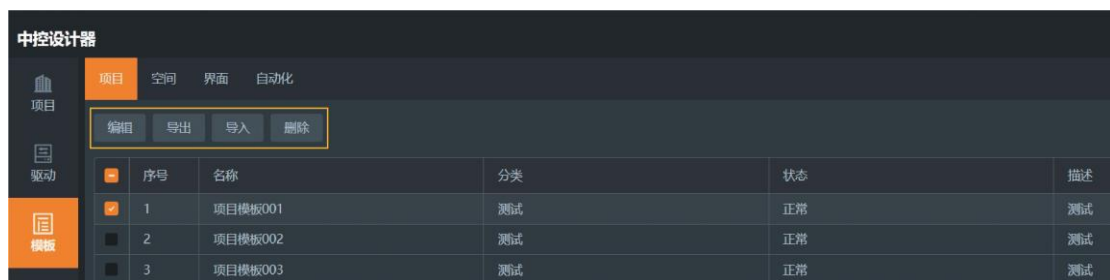 中控设计器
项目 空间 界面 自动化
项目
编辑 导出 导入 删除
驱动
序号 名称 分类 状态 描述
1 项目模板001 测试 正常 测试
模板
2 项目模板002 测试 正常 测试
3 项目模板003 测试 正常 测试